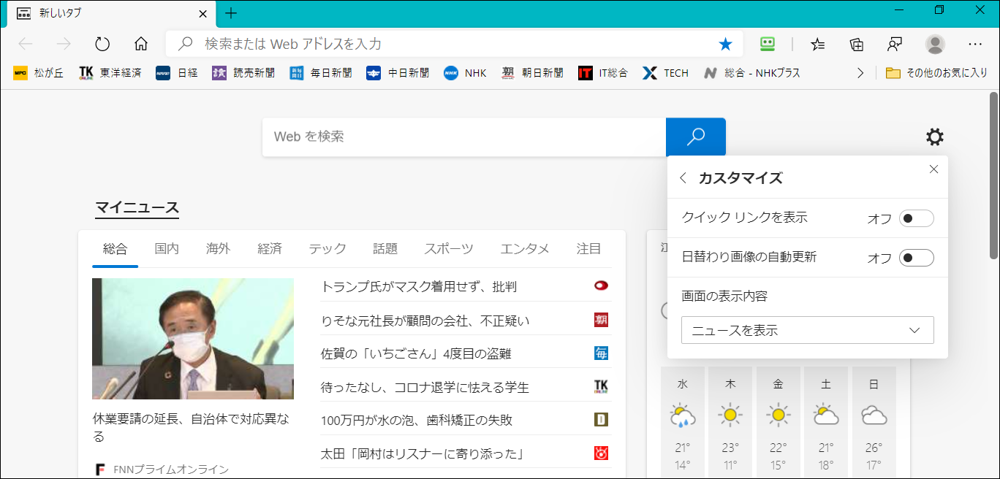 新しいタブ
検索または Web アドレスを入力
MPC 松が丘 TK ONLINE 東洋経済 日経 読売新聞 毎日新聞 中日新聞 NHK NHK 朝 朝日新聞 IT IT総合 X TECH N 総合 - NHKプラス その他のお気に入り
Web を検索
カスタマイズ
クイック リンクを表示 オフ
日替わり画像の自動更新 オフ
画面の表示内容
ニュースを表示
マイニュース
総合 国内 海外 経済 テック 話題 スポーツ エンタメ 注目
トランプ氏がマスク着用せず、批判
りそな元社長が顧問の会社、不正疑い 朝
佐賀の「いちごさん」4度目の盗難 毎
待ったなし、コロナ退学に怯える学生 TK
100万円が水の泡、歯科矯正の失敗 D
太田「岡村はリスナーに寄り添った」
休業要請の延長、自治体で対応異な
る
F FNNプライムオンライン
水 木 金 土 日
21° 23° 22° 21° 26°
14° 11° 15° 18° 17°